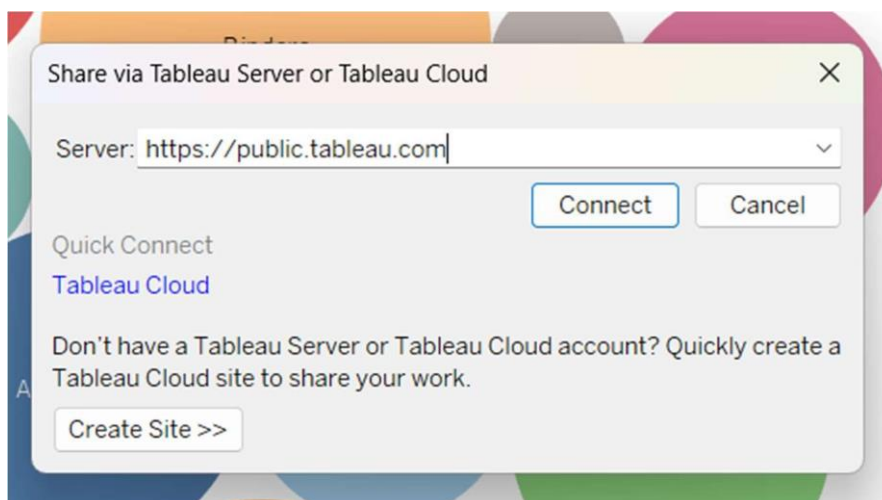 Share via Tableau Server or Tableau Cloud
Server: https://public.tableau.com
Connect Cancel
Quick Connect
Tableau Cloud
Don't have a Tableau Server or Tableau Cloud account? Quickly create a
Tableau Cloud site to share your work.
A
Create Site >>